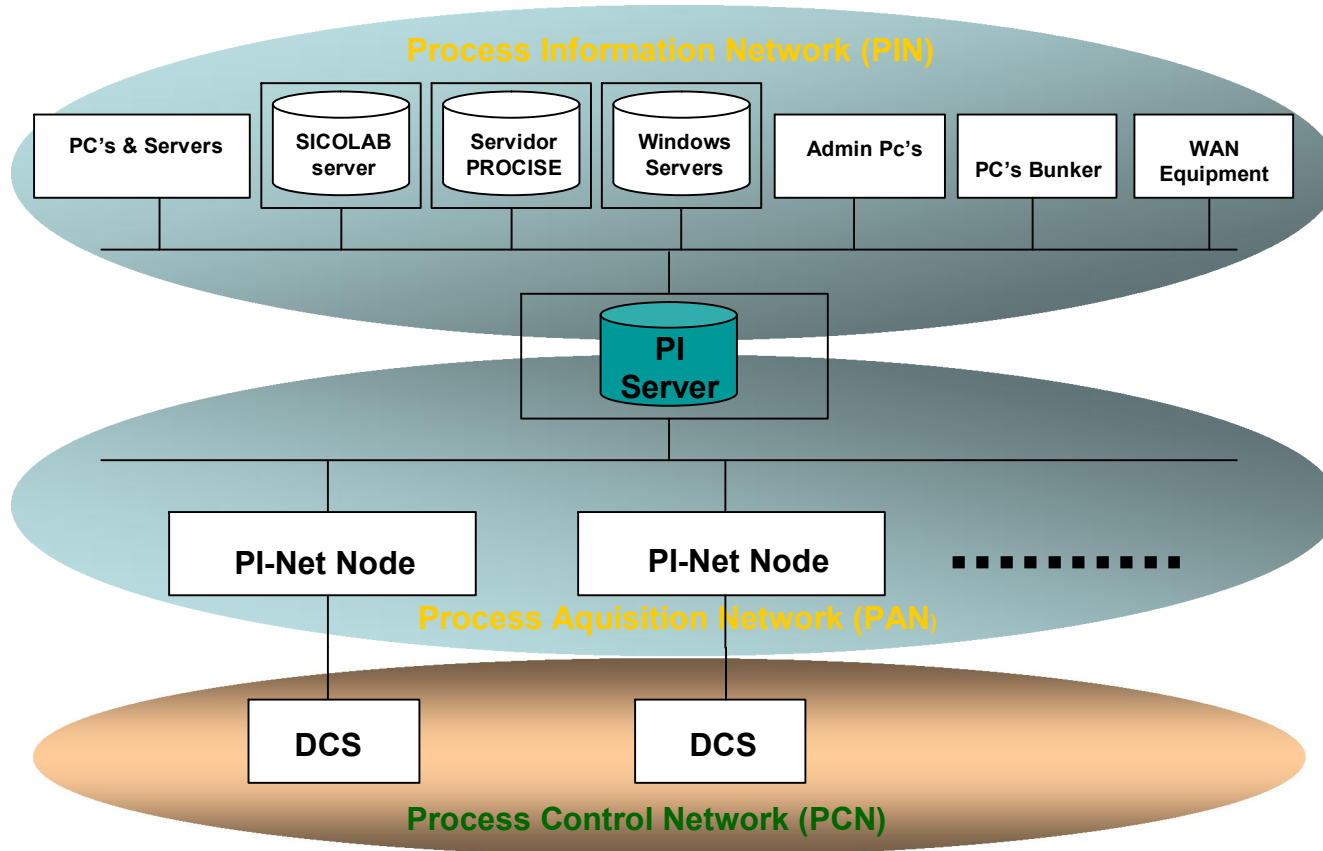 Process Information Network (PIN)
PC's & Servers
SICOLAB
server
Servidor
PROCISE
Windows
Servers
Admin Pc's
PC's Bunker
WAN
Equipment
PI
Server
PI-Net Node
PI-Net Node
Process Aquisition Network (PAN)
DCS
DCS
Process Control Network (PCN)